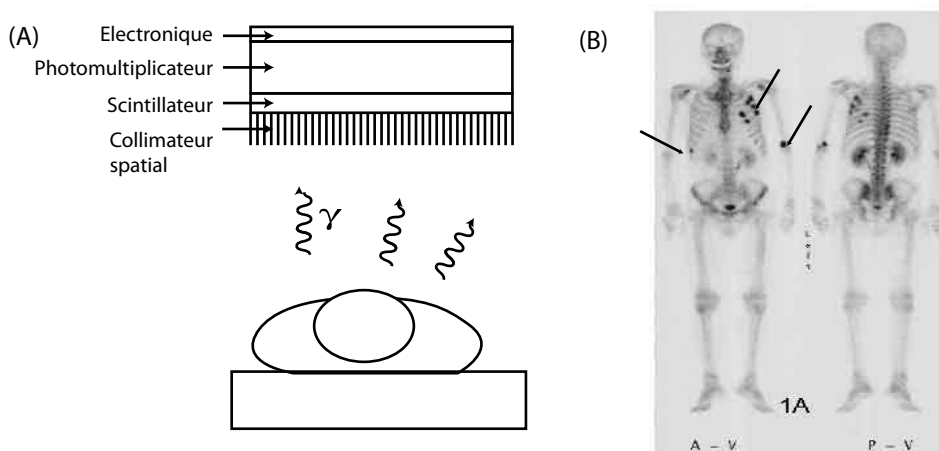 (A)
Electronique
Photomultiplicateur
Scintillateur
Collimateur
spatial
γ
(B)
1A
A - V
P - V